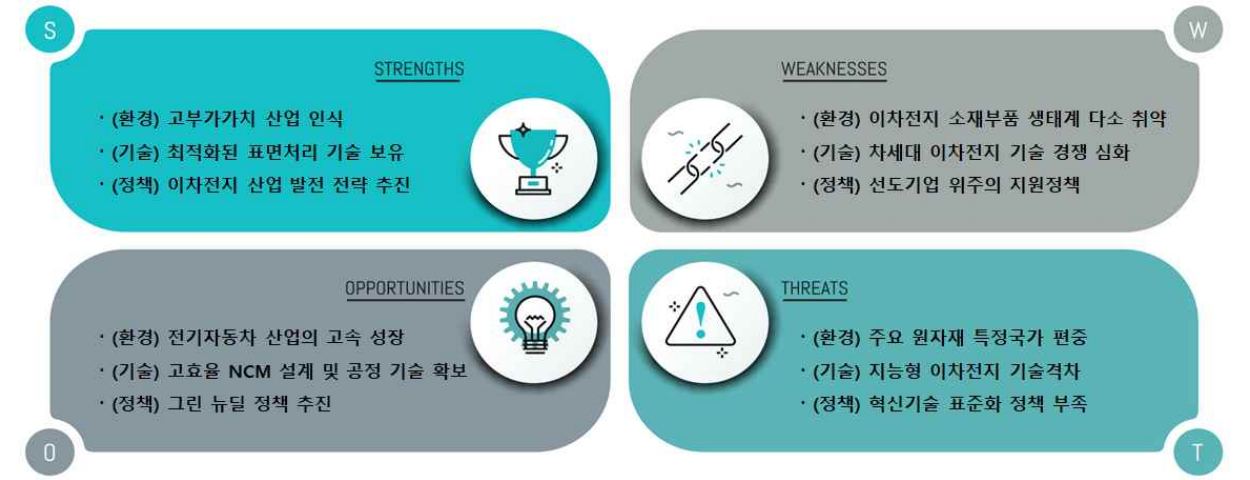 S
STRENGTHS
· (환경) 고부가가치 산업 인식
· (기술) 최적화된 표면처리 기술 보유
· (정책) 이차전지 산업 발전 전략 추진
W
WEAKNESSES
· (환경) 이차전지 소재부품 생태계 다소 취약
· (기술) 차세대 이차전지 기술 경쟁 심화
· (정책) 선도기업 위주의 지원정책
OPPORTUNITIES
· (환경) 전기자동차 산업의 고속 성장
· (기술) 고효율 NCM 설계 및 공정 기술 확보
· (정책) 그린 뉴딜 정책 추진
O
THREATS
· (환경) 주요 원자재 특정국가 편중
· (기술) 지능형 이차전지 기술격차
· (정책) 혁신기술 표준화 정책 부족
T